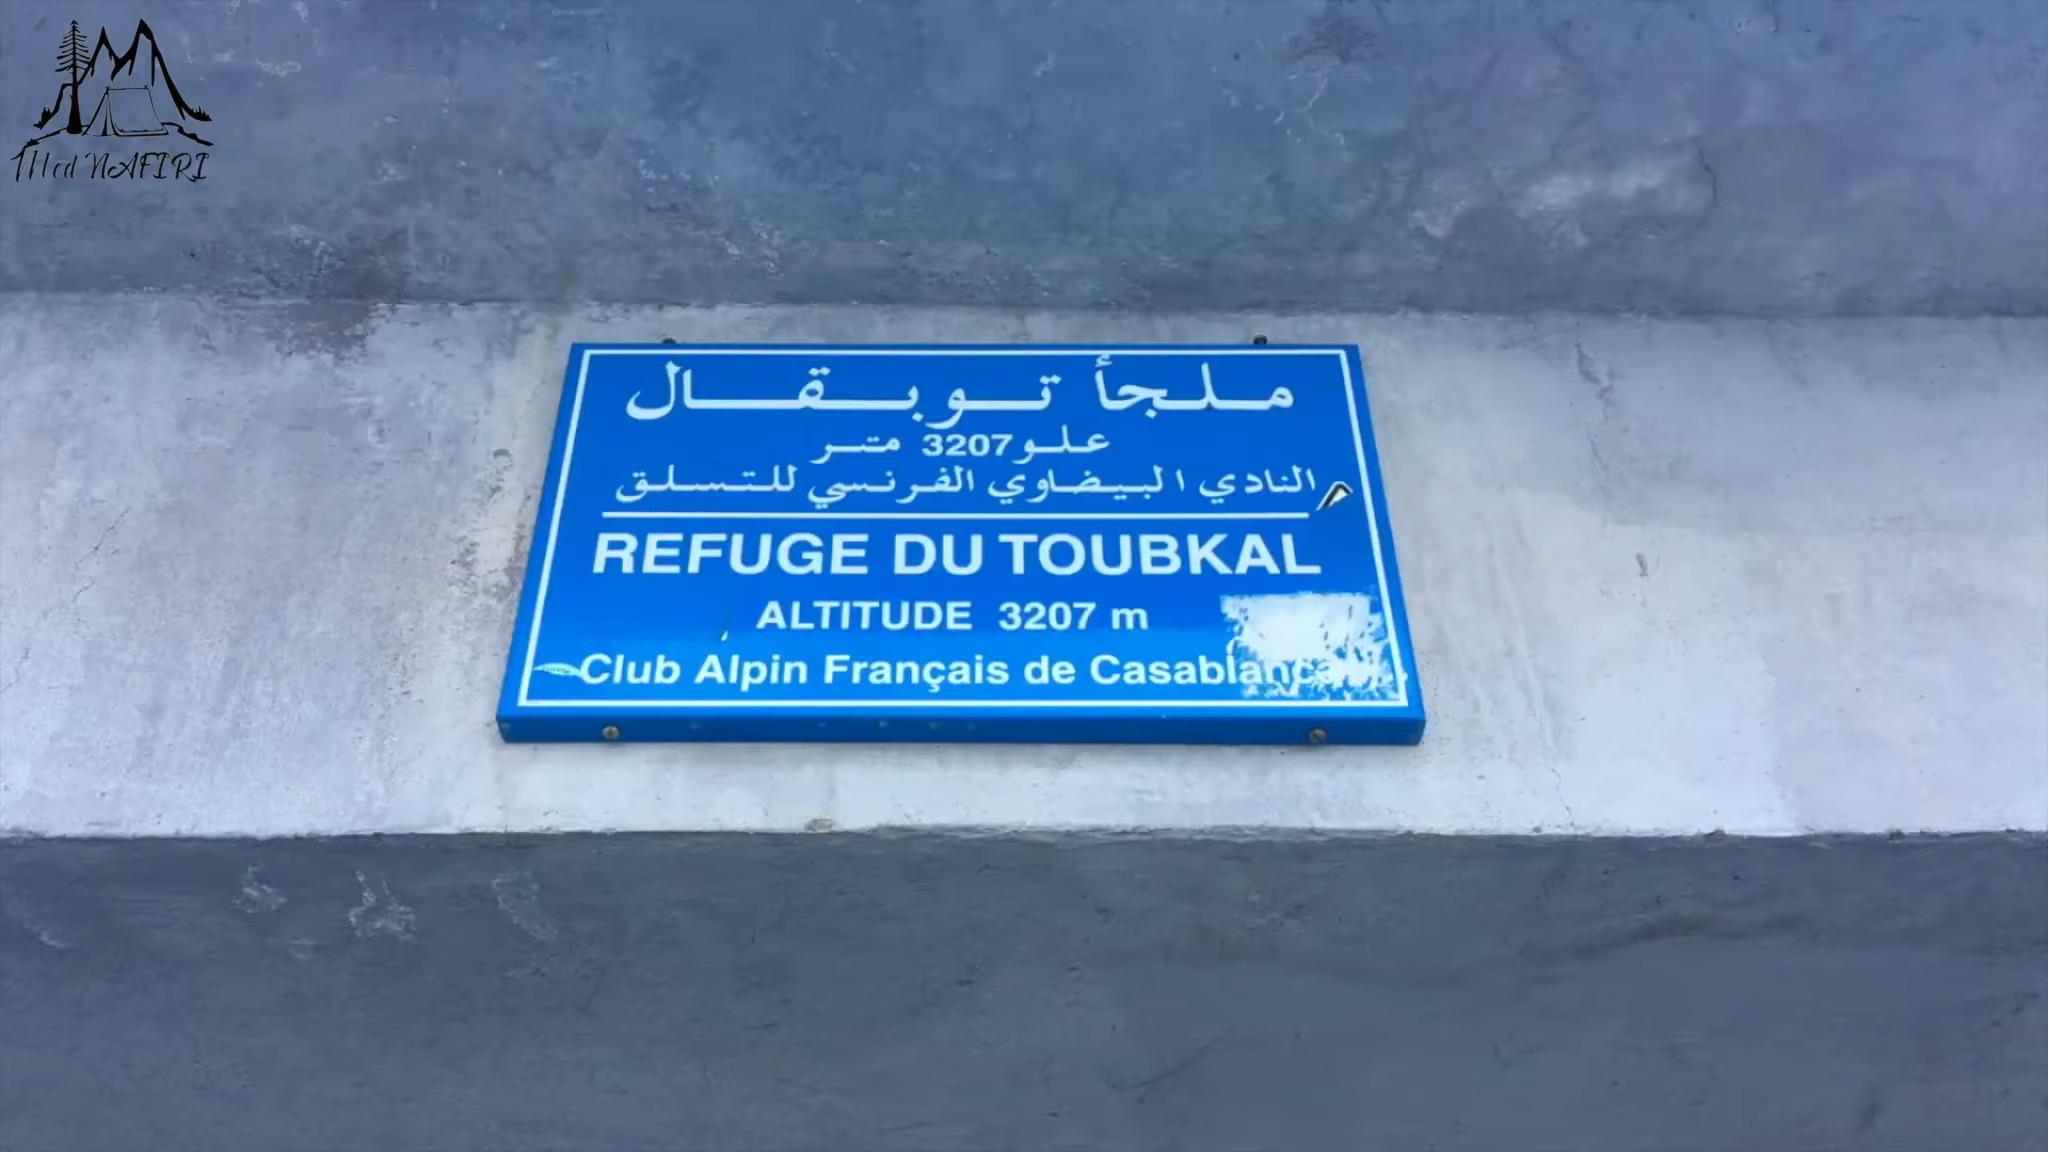 Med NAFIRI
ملجأ توبقال
علو 3207 متر
النادي البيضاوي الفرنسي للتسلق
REFUGE DU TOUBKAL
ALTITUDE 3207 m
Club Alpin Français de Casablanca